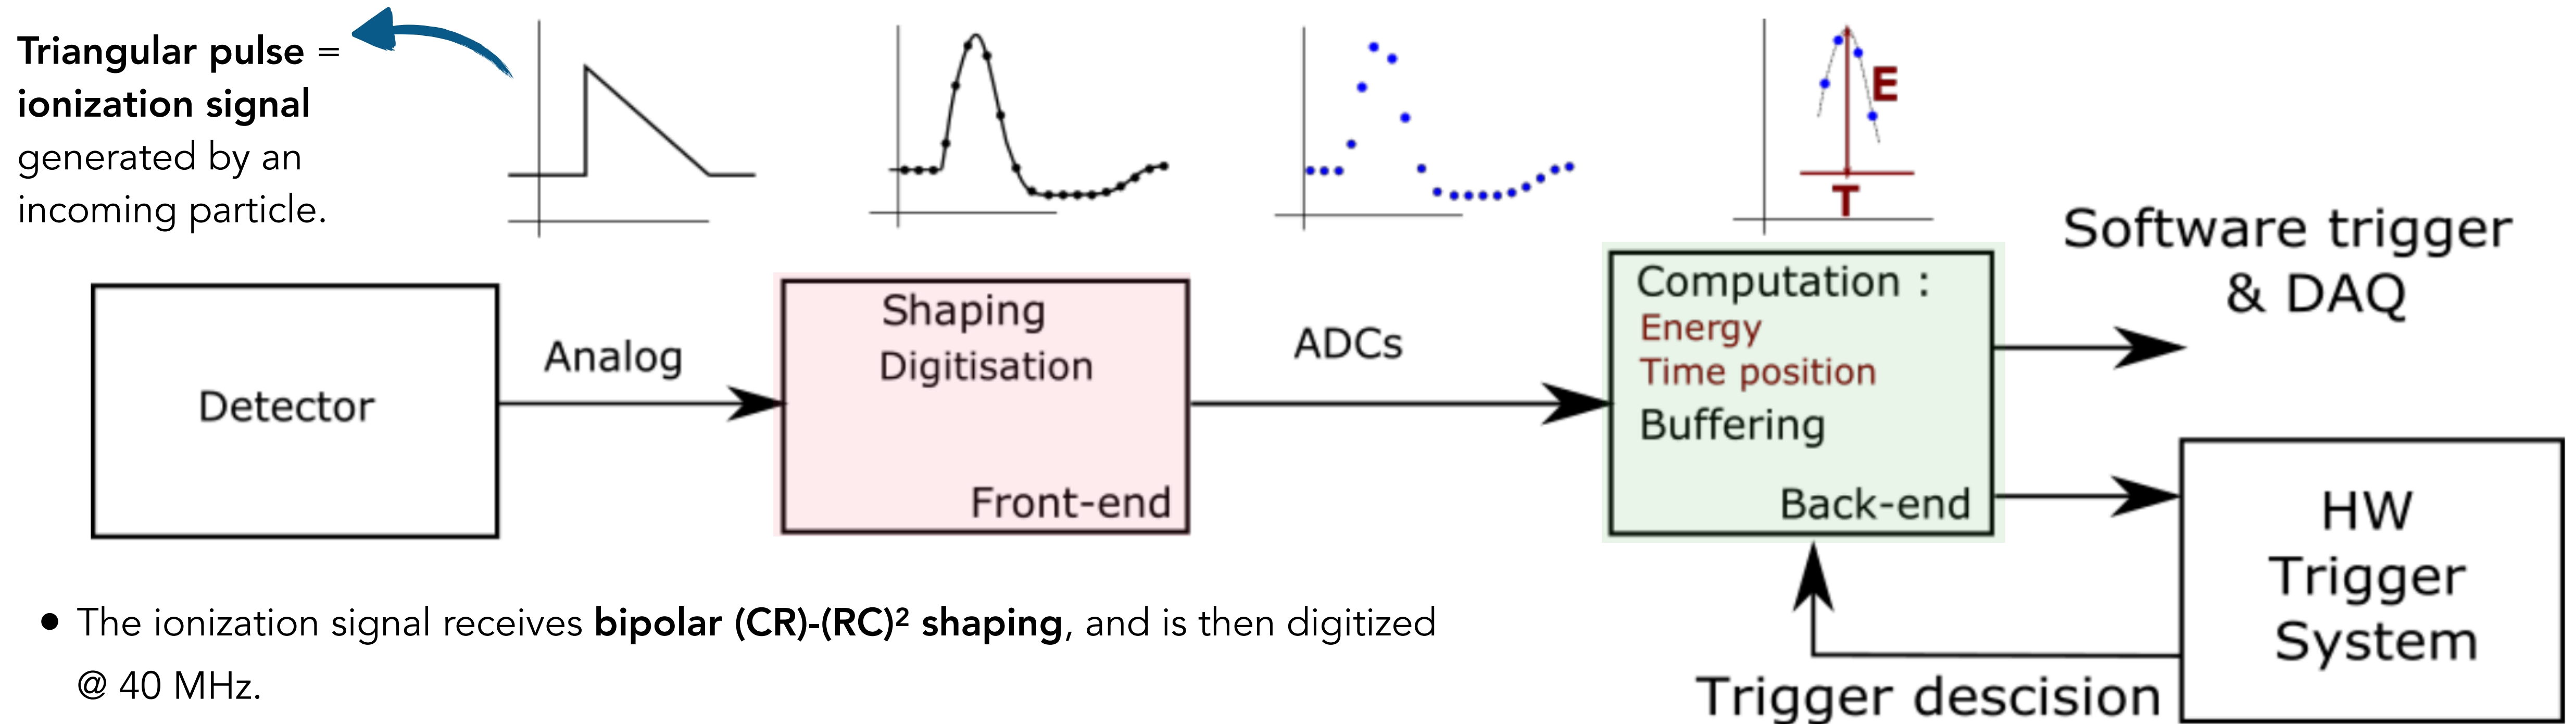 Triangular pulse =
ionization signal
generated by an
incoming particle.
E
T
Software trigger
& DAQ
Detector
Analog
Shaping
Digitisation
Front-end
ADCs
Computation :
Energy
Time position
Buffering
Back-end
HW
Trigger
System
Trigger descision
• The ionization signal receives bipolar (CR)-(RC)² shaping, and is then digitized
@ 40 MHz.